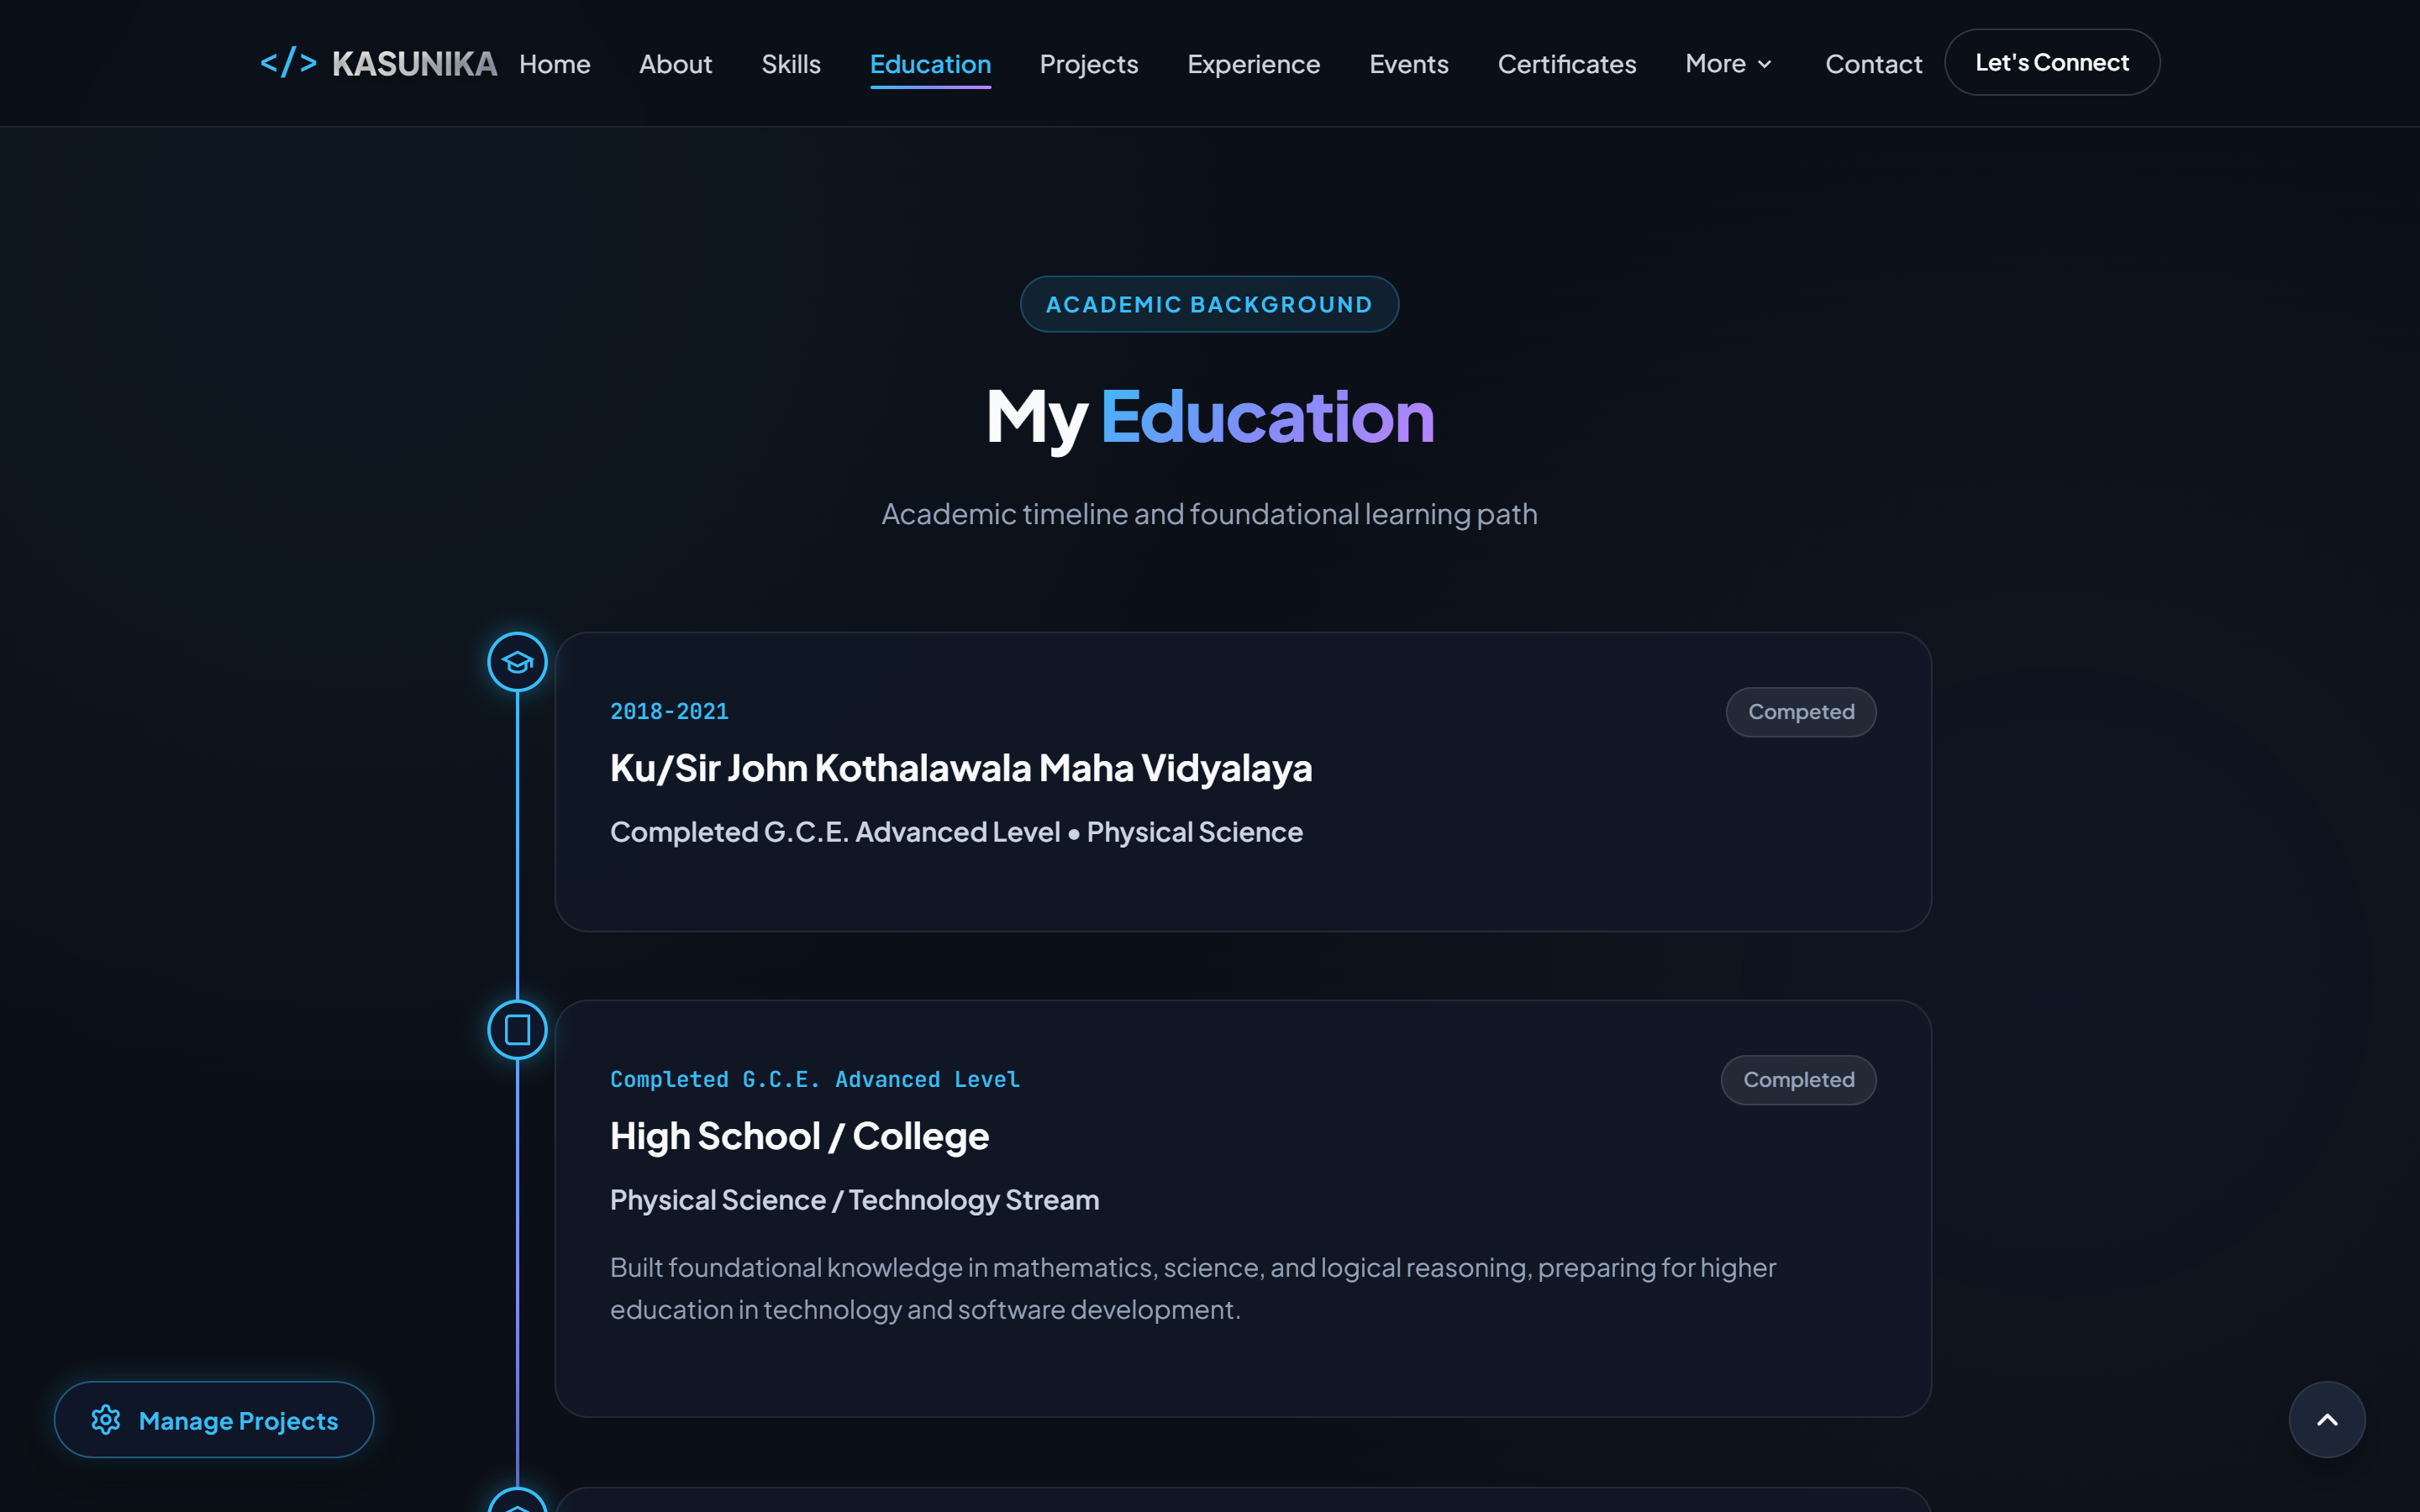 </> KASUNIKA Home About Skills Education Projects Experience Events Certificates More Contact Let's Connect
ACADEMIC BACKGROUND
My Education
Academic timeline and foundational learning path
2018-2021 Competed
Ku/Sir John Kothalawala Maha Vidyalaya
Completed G.C.E. Advanced Level • Physical Science
Completed G.C.E. Advanced Level Completed
High School / College
Physical Science / Technology Stream
Built foundational knowledge in mathematics, science, and logical reasoning, preparing for higher
education in technology and software development.
Manage Projects